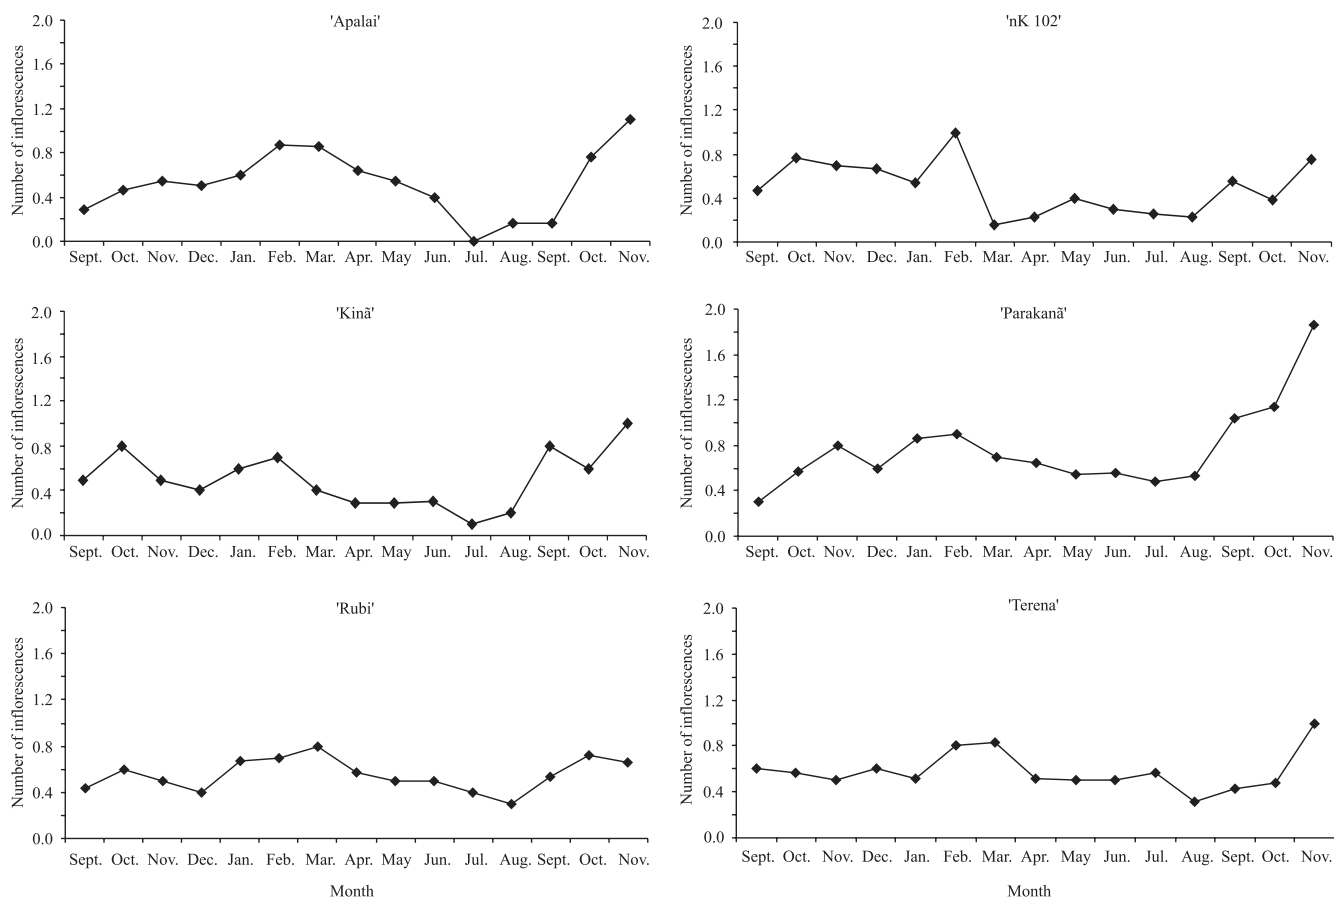 'Apalai'
Number of inflorescences
2.0
1.6
1.2
0.8
0.4
0.0
Sept. Oct. Nov. Dec. Jan. Feb. Mar. Apr. May Jun. Jul. Aug. Sept. Oct. Nov.
'nK 102'
Number of inflorescences
2.0
1.6
1.2
0.8
0.4
0.0
Sept. Oct. Nov. Dec. Jan. Feb. Mar. Apr. May Jun. Jul. Aug. Sept. Oct. Nov.
'Kinã'
Number of inflorescences
2.0
1.6
1.2
0.8
0.4
0.0
Sept. Oct. Nov. Dec. Jan. Feb. Mar. Apr. May Jun. Jul. Aug. Sept. Oct. Nov.
'Parakanã'
Number of inflorescences
2.0
1.6
1.2
0.8
0.4
0.0
Sept. Oct. Nov. Dec. Jan. Feb. Mar. Apr. May Jun. Jul. Aug. Sept. Oct. Nov.
'Rubi'
Number of inflorescences
2.0
1.6
1.2
0.8
0.4
0.0
Sept. Oct. Nov. Dec. Jan. Feb. Mar. Apr. May Jun. Jul. Aug. Sept. Oct. Nov.
Month
'Terena'
Number of inflorescences
2.0
1.6
1.2
0.8
0.4
0.0
Sept. Oct. Nov. Dec. Jan. Feb. Mar. Apr. May Jun. Jul. Aug. Sept. Oct. Nov.
Month